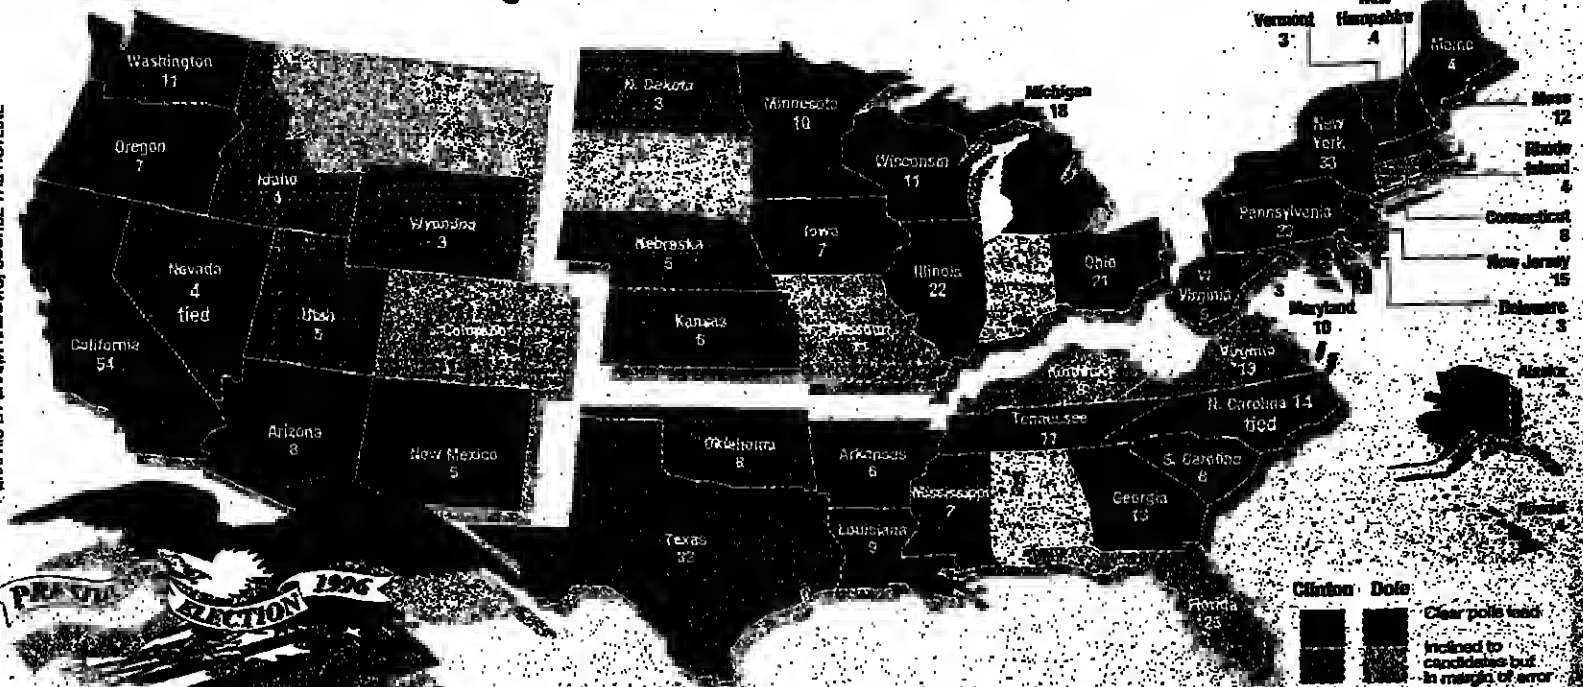 Washington
11
Oregon
7
Idaho
4
Wyoming
3
Nevada
4
tied
Utah
5
Colorado
California
54
Arizona
8
New Mexico
5
N. Dakota
3
Minnesota
10
Wisconsin
11
Michigan
18
Nebraska
5
Iowa
7
Illinois
22
Ohio
21
Kansas
6
Missouri
11
Kentucky
8
Tennessee
11
Oklahoma
8
Arkansas
6
Mississippi
7
Louisiana
9
Texas
32
Georgia
13
S. Carolina
8
N. Carolina 14
tied
Virginia
13
W.
Virginia
Florida
25
Vermont
3
Hampshire
4
Maine
4
New
York
33
Pennsylvania
23
Mass
12
Rhode
Island
4
Connecticut
8
New Jersey
15
Delaware
3
Maryland
10
Alaska
ELECTION 1996
Clinton Dole
Clear polls lead
Inclined to
candidates but
in margin of error